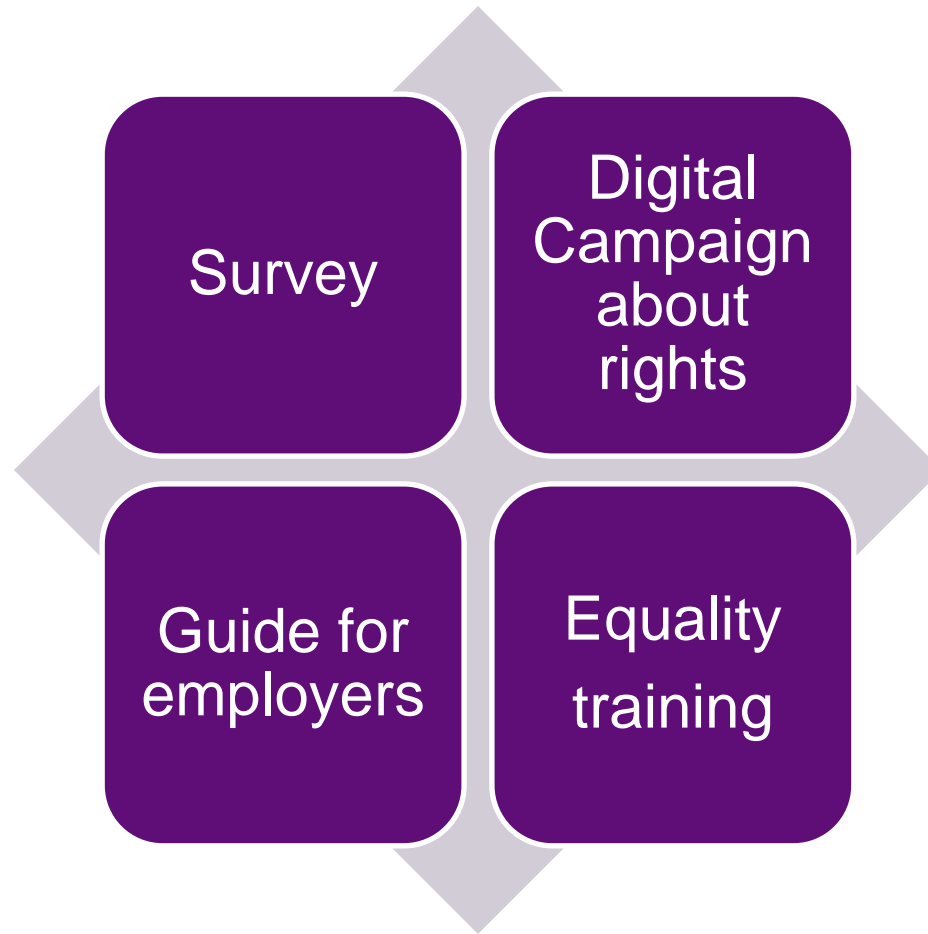 Survey
Digital
Campaign
about
rights
Guide for
employers
Equality
training